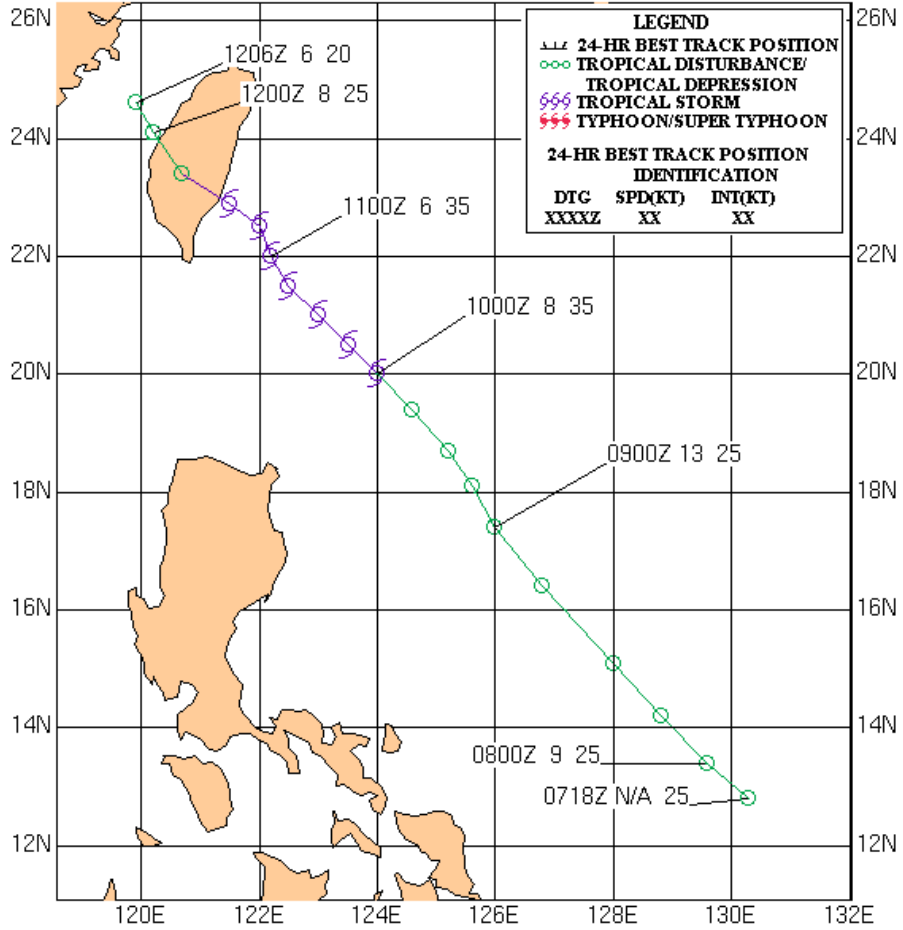 26N
26N
LEGEND
24-HR BEST TRACK POSITION
TROPICAL DISTURBANCE/
TROPICAL DEPRESSION
TROPICAL STORM
TYPHOON/SUPER TYPHOON
24-HR BEST TRACK POSITION
IDENTIFICATION
DTG SPD(KT) INT(KT)
XXXXZ XX XX
1206Z 6 20
1200Z 8 25
24N
24N
1100Z 6 35
22N
22N
1000Z 8 35
20N
20N
0900Z 13 25
18N
18N
16N
16N
14N
14N
0800Z 9 25
0718Z N/A 25
12N
12N
120E 122E 124E 126E 128E 130E 132E